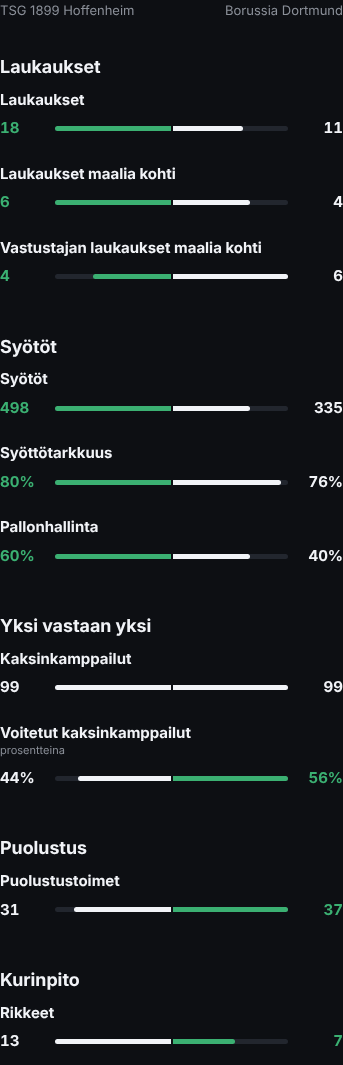 TSG 1899 Hoffenheim Borussia Dortmund
Laukaukset
Laukaukset
18 11
Laukaukset maalia kohti
6 4
Vastustajan laukaukset maalia kohti
4 6
Syötöt
Syötöt
498 335
Syöttötarkkuus
80% 76%
Pallonhallinta
60% 40%
Yksi vastaan yksi
Kaksinkamppailut
99 99
Voitetut kaksinkamppailut
prosentteina
44% 56%
Puolustus
Puolustustoimet
31 37
Kurinpito
Rikkeet
13 7